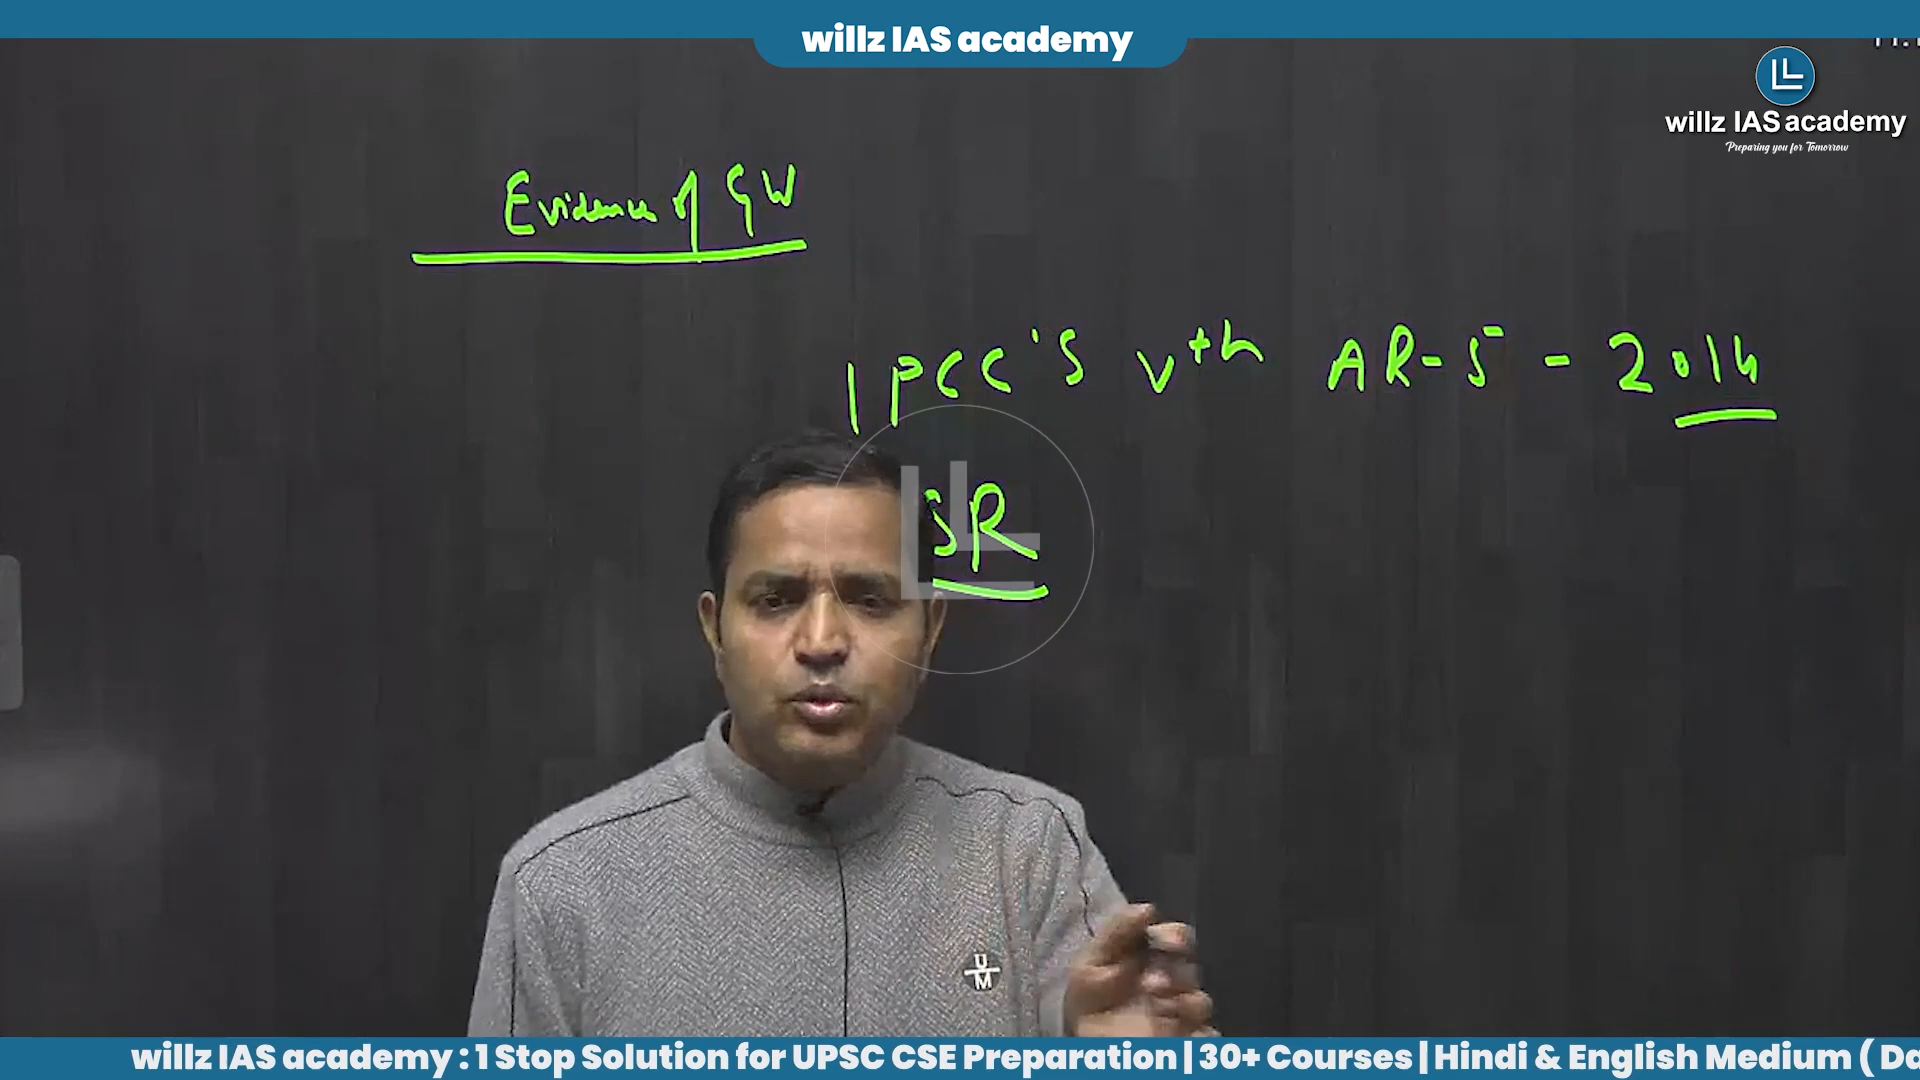 willz IAS academy
willz IAS academy
Preparing you for Tomorrow
Evidence of GW
IPCC'S Vth AR-5 - 2014
SR
U
M
willz IAS academy : 1 Stop Solution for UPSC CSE Preparation | 30+ Courses | Hindi & English Medium ( Da